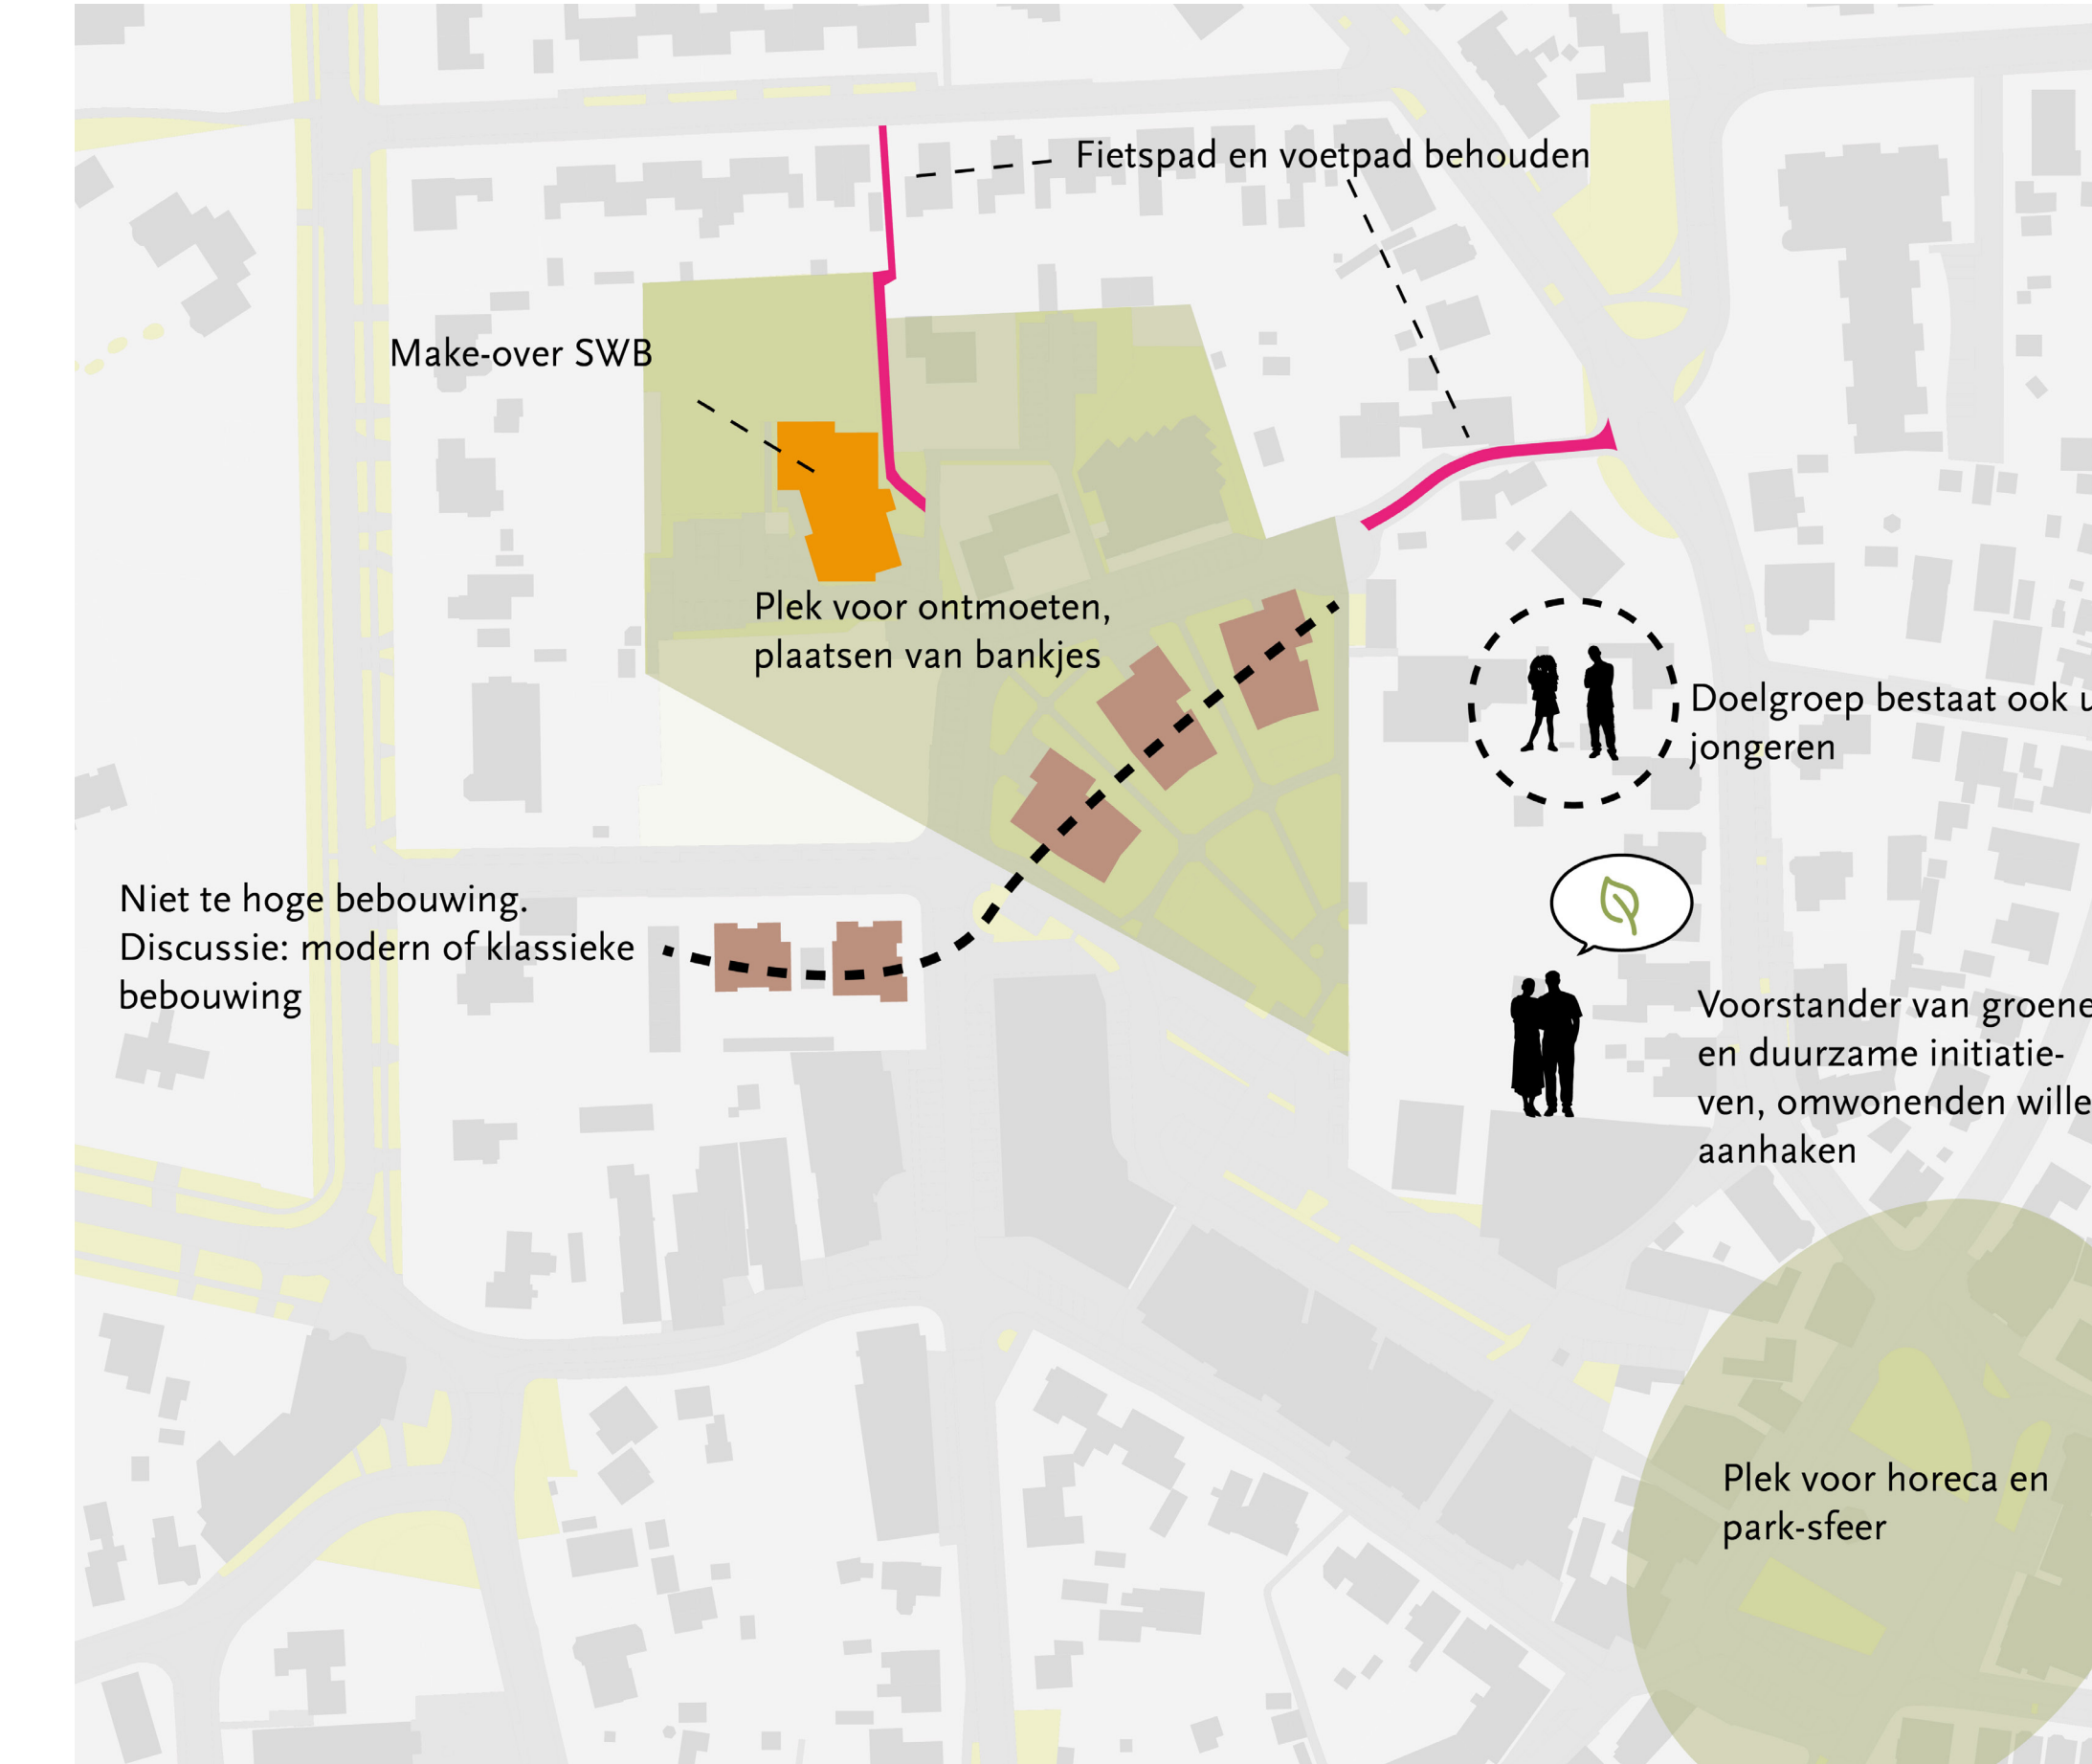 Fietspad en voetpad behouden
Make-over SWB
Plek voor ontmoeten,
plaatsen van bankjes
Doelgroep bestaat ook
jongeren
Niet te hoge bebouwing.
Discussie: modern of klassieke
bebouwing
Voorstander van groene
en duurzame initiatie-
ven, omwonenden wille
aanhaken
Plek voor horeca en
park-sfeer